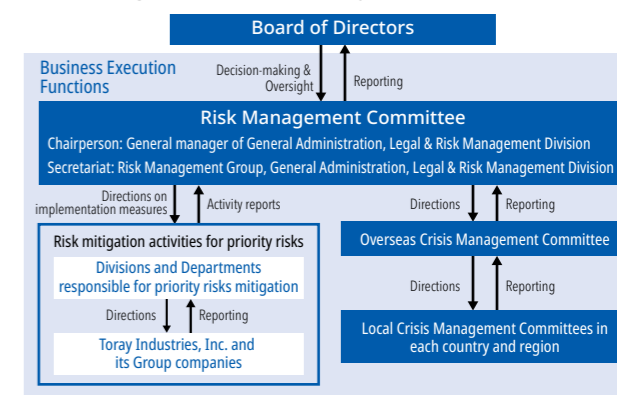 Board of Directors
Business Execution
Functions
Decision-making &
Oversight
Reporting
Risk Management Committee
Chairperson: General manager of General Administration, Legal & Risk Management Division
Secretariat: Risk Management Group, General Administration, Legal & Risk Management Division
Directions on
implementation measures
Activity reports
Directions
Reporting
Risk mitigation activities for priority risks
Divisions and Departments
responsible for priority risks mitigation
Directions
Reporting
Toray Industries, Inc. and
its Group companies
Overseas Crisis Management Committee
Directions
Reporting
Local Crisis Management Committees in
each country and region